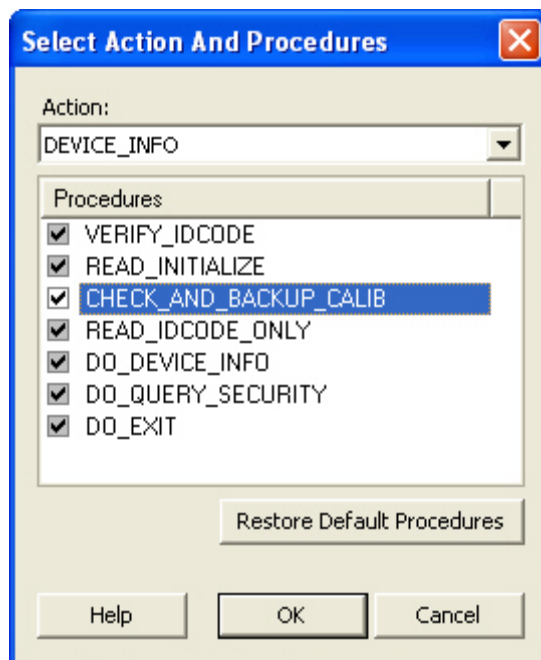 Select Action And Procedures
Action:
DEVICE_INFO
Procedures
VERIFY_IDCODE
READ_INITIALIZE
CHECK_AND_BACKUP_CALIB
READ_IDCODE_ONLY
DO_DEVICE_INFO
DO_QUERY_SECURITY
DO_EXIT
Restore Default Procedures
Help OK Cancel